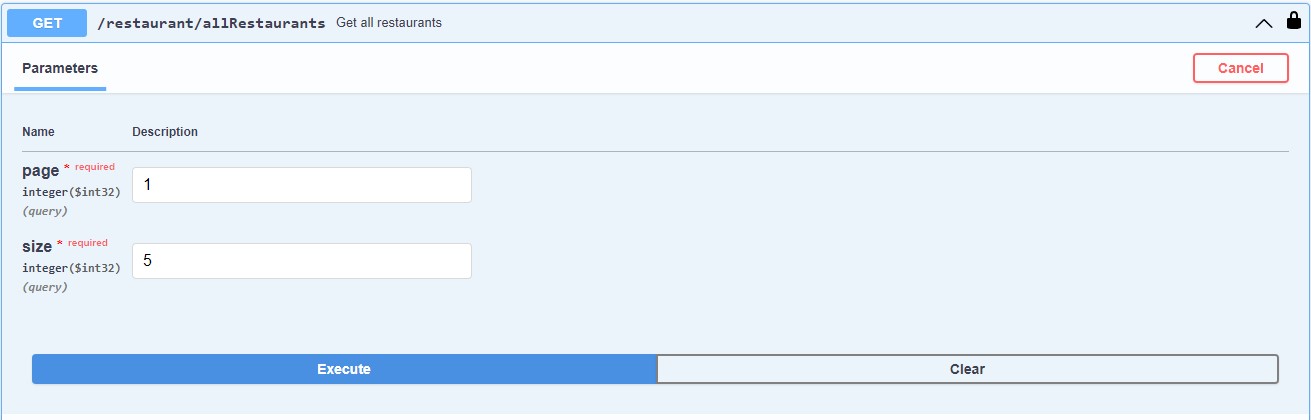 GET /restaurant/allRestaurants Get all restaurants
Parameters Cancel
Name Description
page * required
integer($int32) 1
(query)
size * required
integer($int32) 5
(query)
Execute Clear